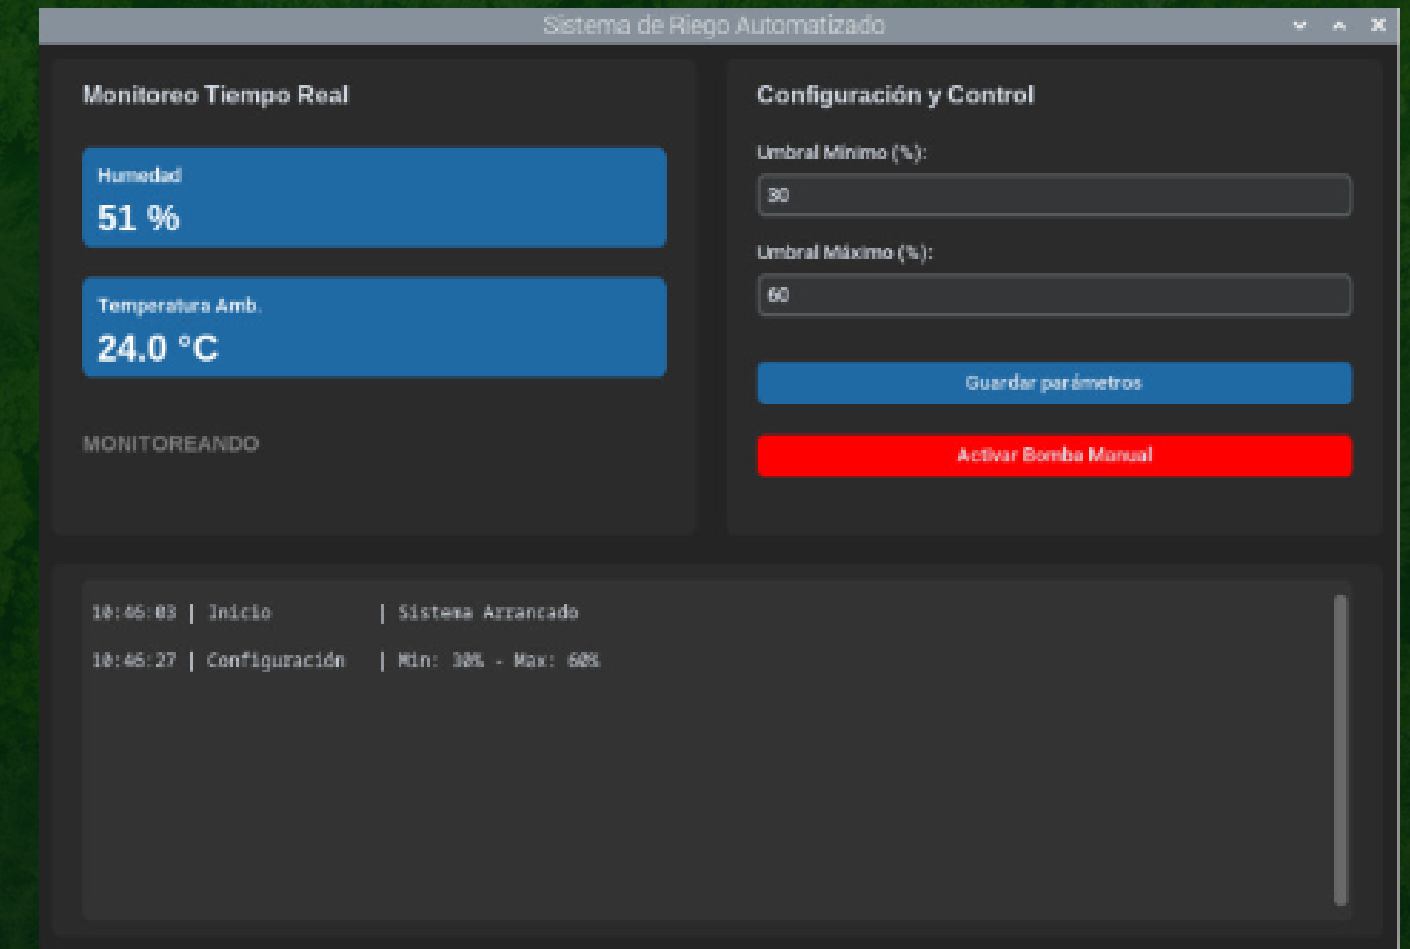 Sistema de Riego Automatizado
Monitoreo Tiempo Real
Humedad
51 %
Temperatura Amb.
24.0 °C
MONITOREANDO
Configuración y Control
Umbral Mínimo (%):
30
Umbral Máximo (%):
60
Guardar parámetros
Activar Bomba Manual
10:46:03 | Inicio | Sistema Arrancado
10:46:27 | Configuración | Min: 30% - Max: 60%